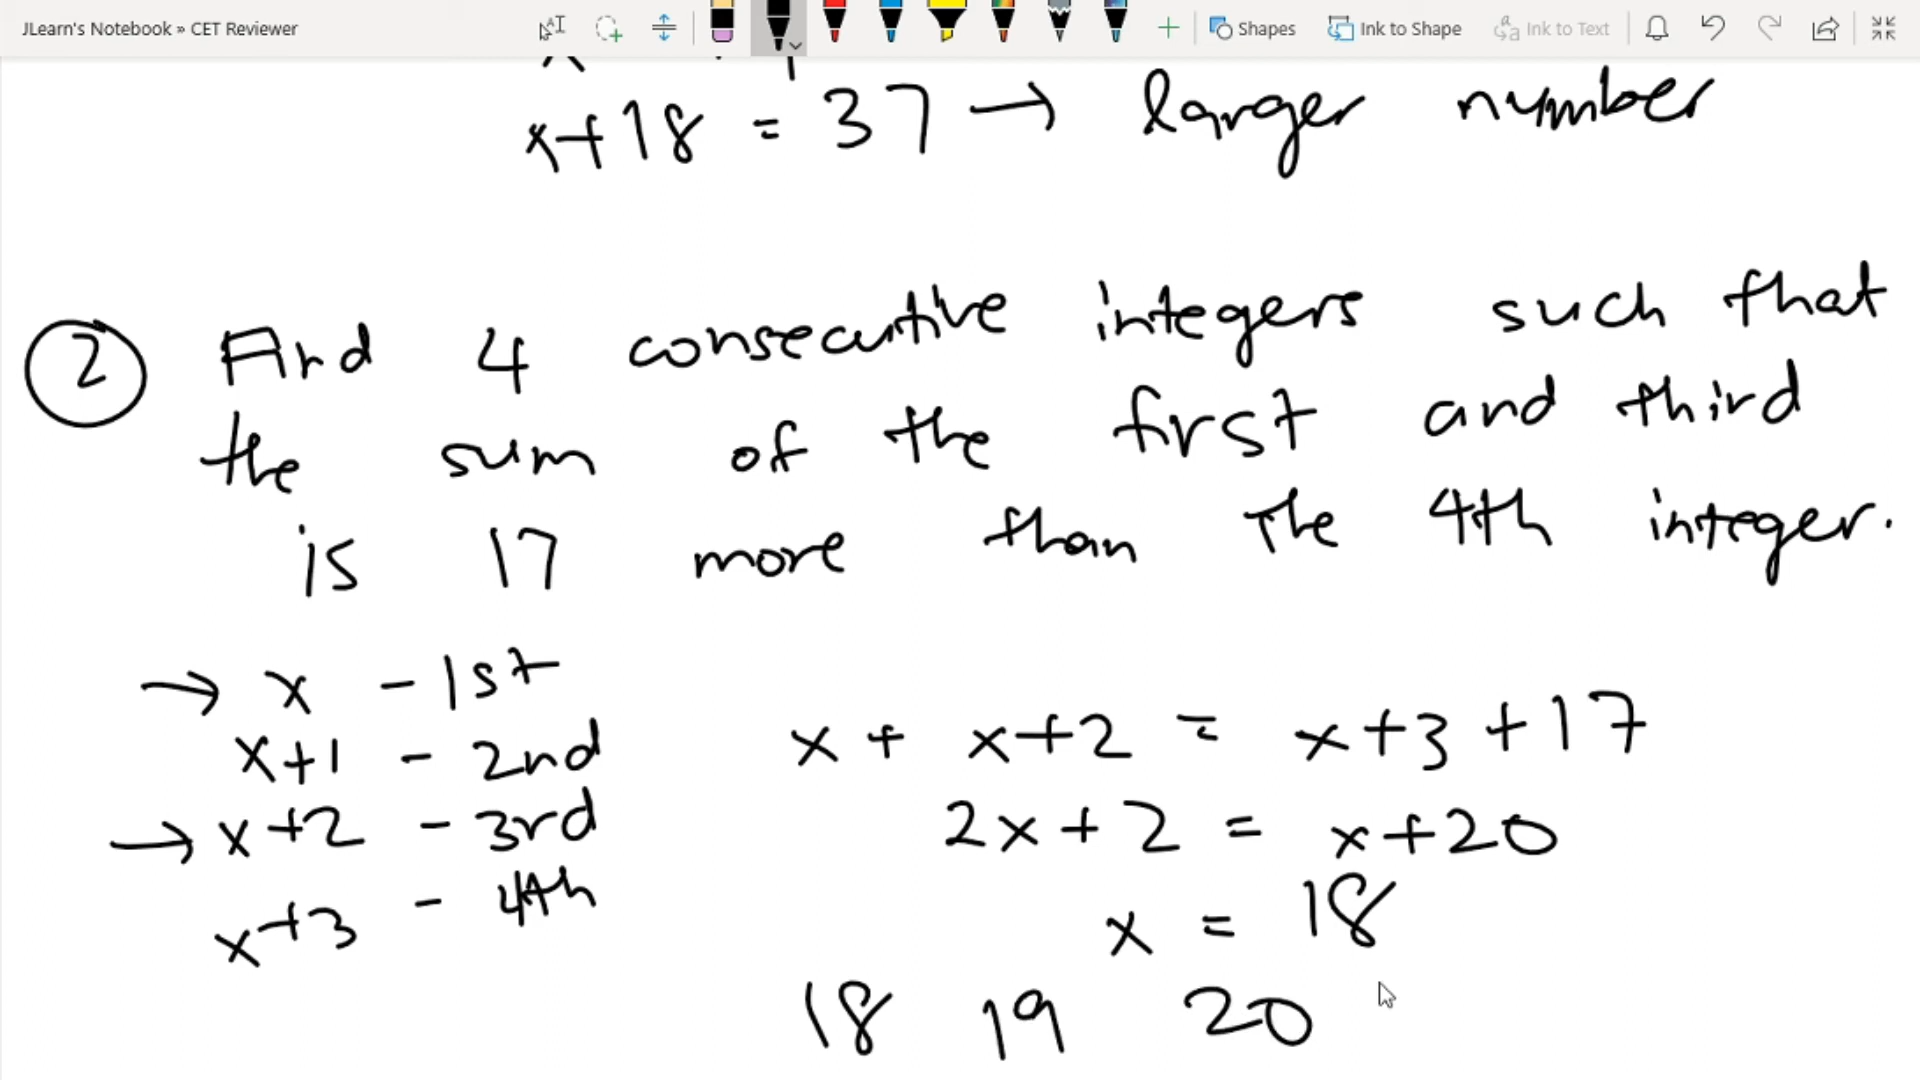 JLearn's Notebook » CET Reviewer
Shapes Ink to Shape Ink to Text
x+18 = 37 → larger number
2 Find 4 consecutive integers such that
the sum of the first and third
is 17 more than the 4th integer.
→ x - 1st
x+1 - 2nd
→ x+2 - 3rd
x+3 - 4th
x + x+2 = x+3 +17
2x+2 = x+20
x = 18
18 19 20